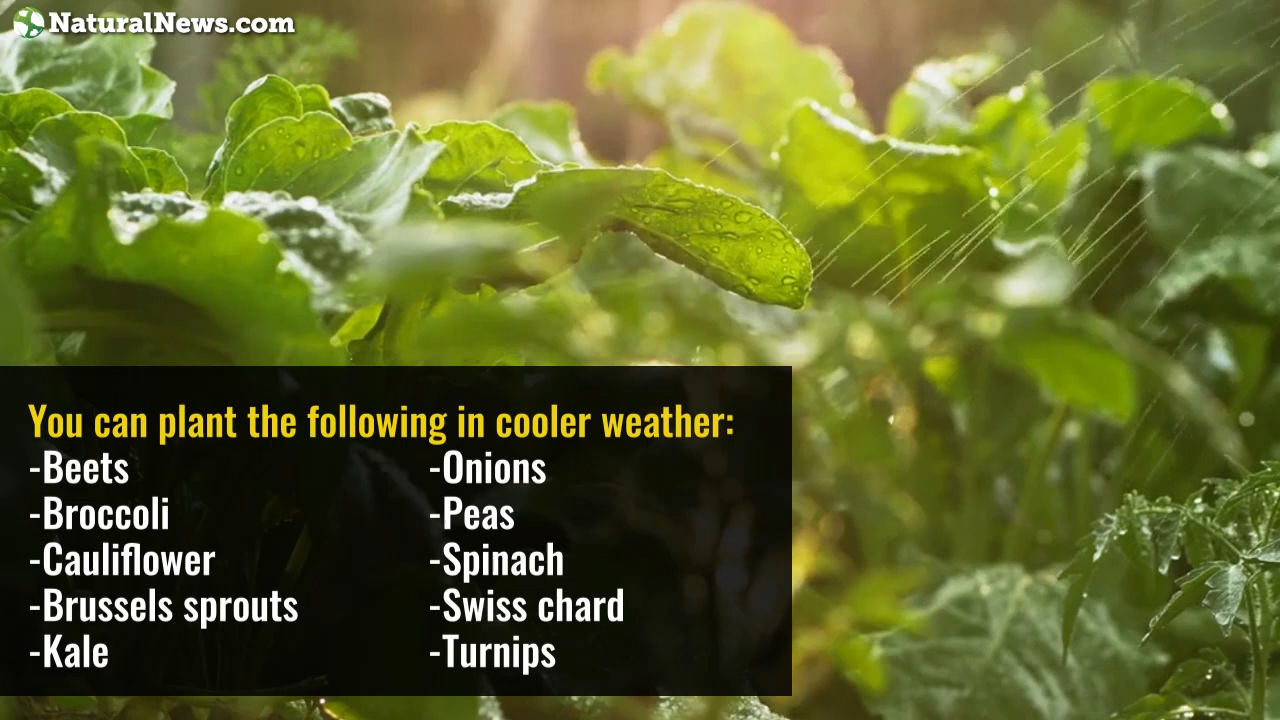 NaturalNews.com
You can plant the following in cooler weather:
-Beets
-Broccoli
-Cauliflower
-Brussels sprouts
-Kale
-Onions
-Peas
-Spinach
-Swiss chard
-Turnips